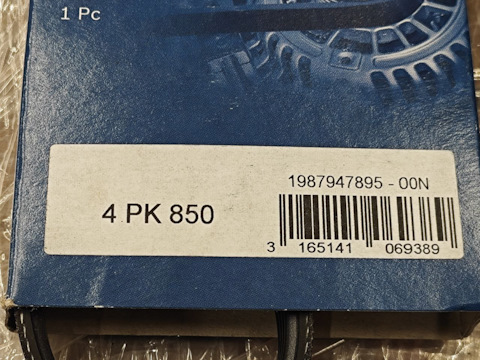 1 Pc
1987947895 - 00N
4 PK 850
3 165141 069389